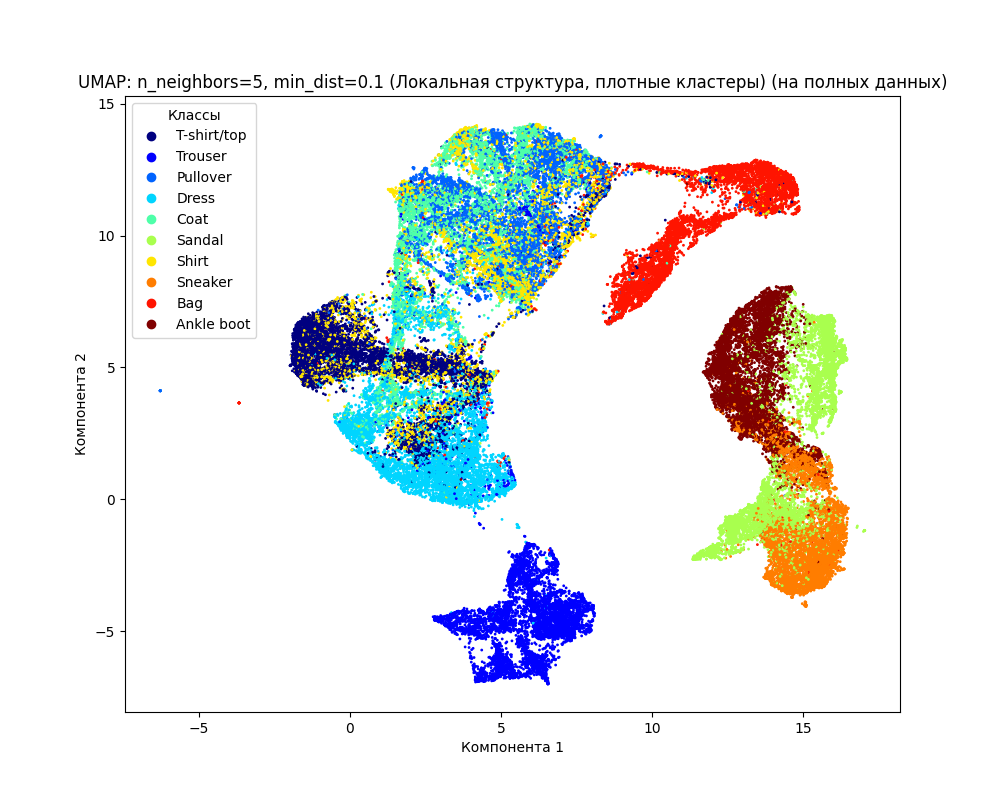 UMAP: n_neighbors=5, min_dist=0.1 (Локальная структура, плотные кластеры) (на полных данных)
Классы
T-shirt/top
Trouser
Pullover
Dress
Coat
Sandal
Shirt
Sneaker
Bag
Ankle boot
15
10
5
0
−5
Компонента 2
−5
0
5
10
15
Компонента 1